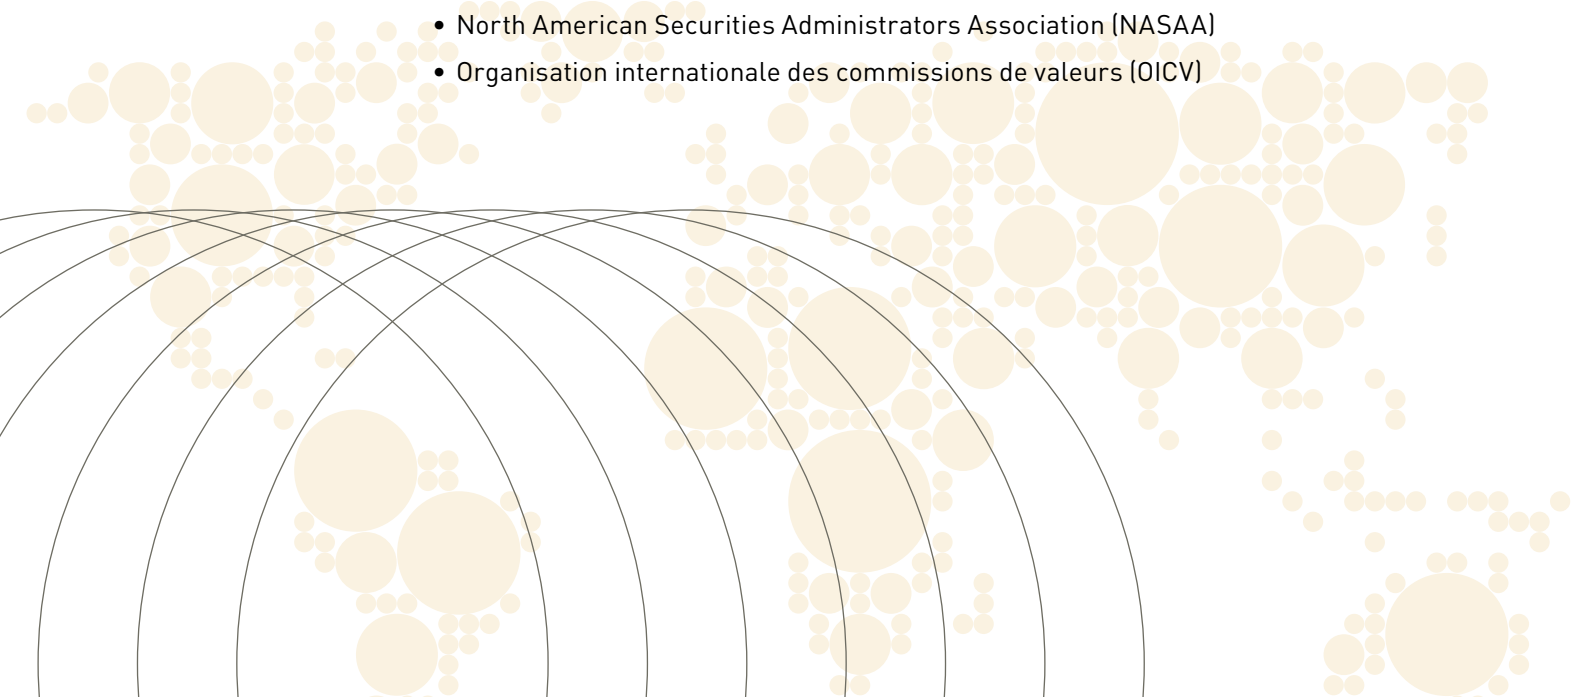 • North American Securities Administrators Association (NASAA)
• Organisation internationale des commissions de valeurs (OICV)